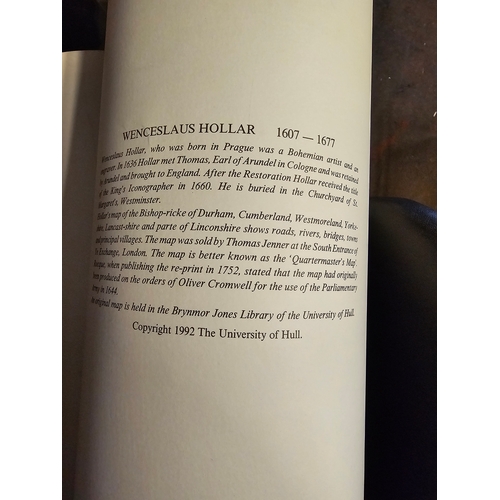 WENCESLAUS HOLLAR 1607 — 1677
Wenceslaus Hollar, who was born in Prague was a Bohemian artist and an
engraver. In 1636 Hollar met Thomas, Earl of Arundel in Cologne and was retained
by Arundel and brought to England. After the Restoration Hollar received the title
the King's Iconographer in 1660. He is buried in the Churchyard of St.
Margaret's, Westminster.
Hollar's map of the Bishop-ricke of Durham, Cumberland, Westmoreland, Yorke-
Lancast-shire and parte of Linconshire shows roads, rivers, bridges, towns
and principal villages. The map was sold by Thomas Jenner at the South Entrance of
Exchange, London. The map is better known as the 'Quartermaster's Map'.
when publishing the re-print in 1752, stated that the map had originally
been produced on the orders of Oliver Cromwell for the use of the Parliamentary
Army in 1644.
original map is held in the Brynmor Jones Library of the University of Hull.
Copyright 1992 The University of Hull.